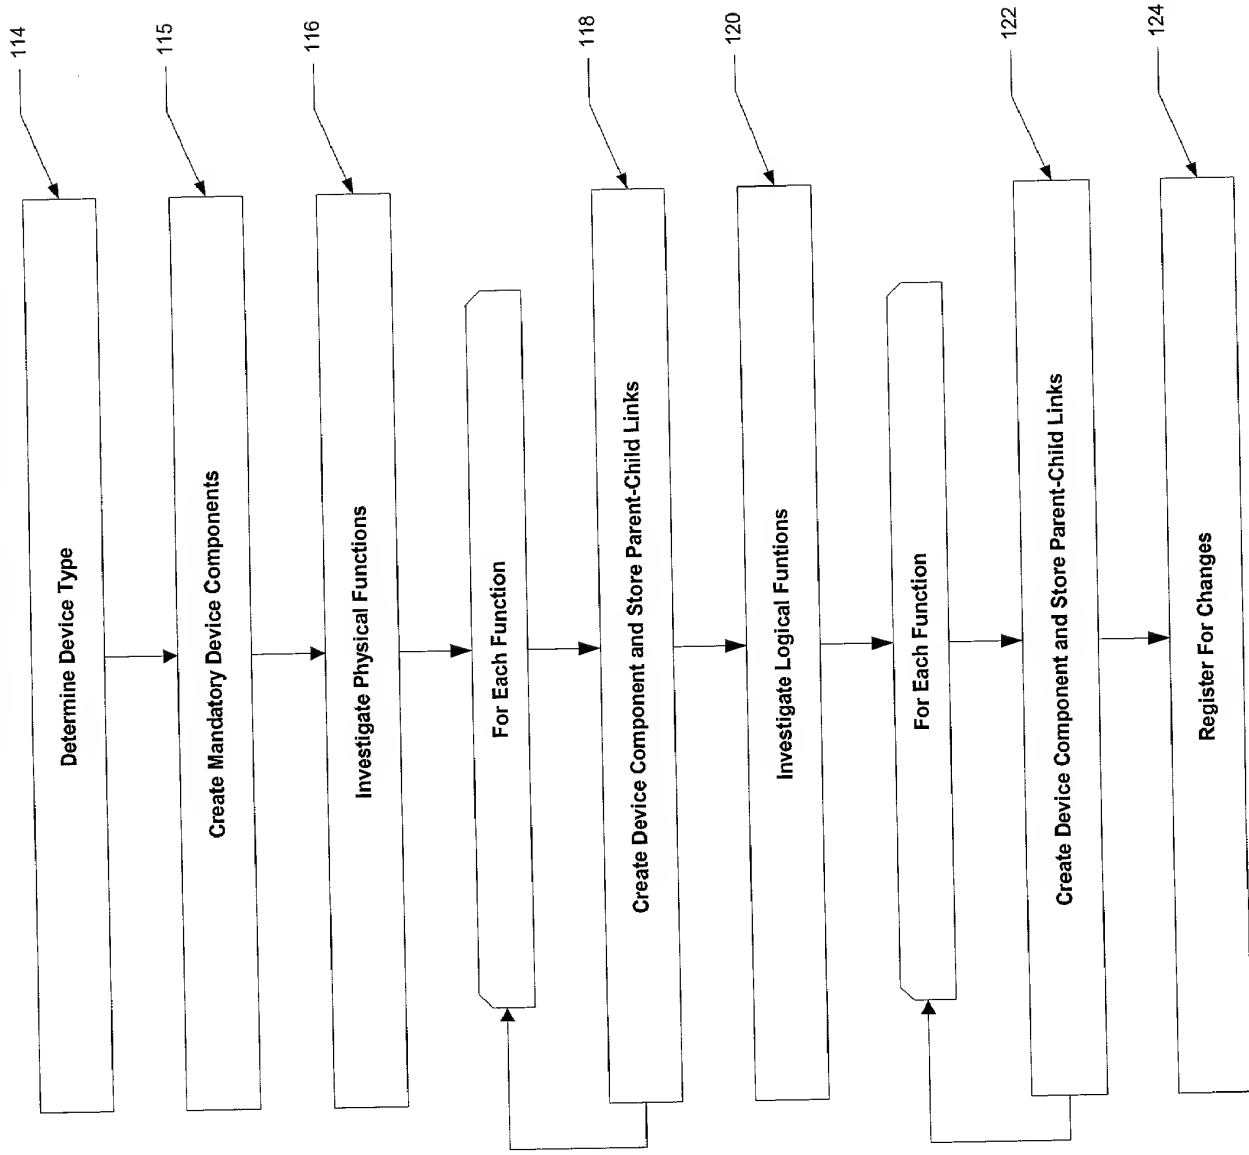 Determine Device Type
114
Create Mandatory Device Components
115
Investigate Physical Functions
116
For Each Function
Create Device Component and Store Parent-Child Links
118
Investigate Logical Funtions
120
For Each Function
Create Device Component and Store Parent-Child Links
122
Register For Changes
124